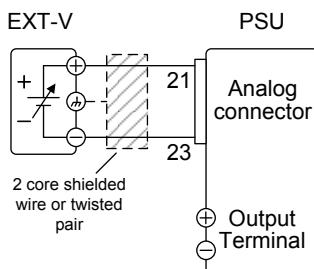 EXT-V
PSU
+
-
+
-
21
23
Analog
connector
2 core shielded
wire or twisted
pair
+
-
Output
Terminal